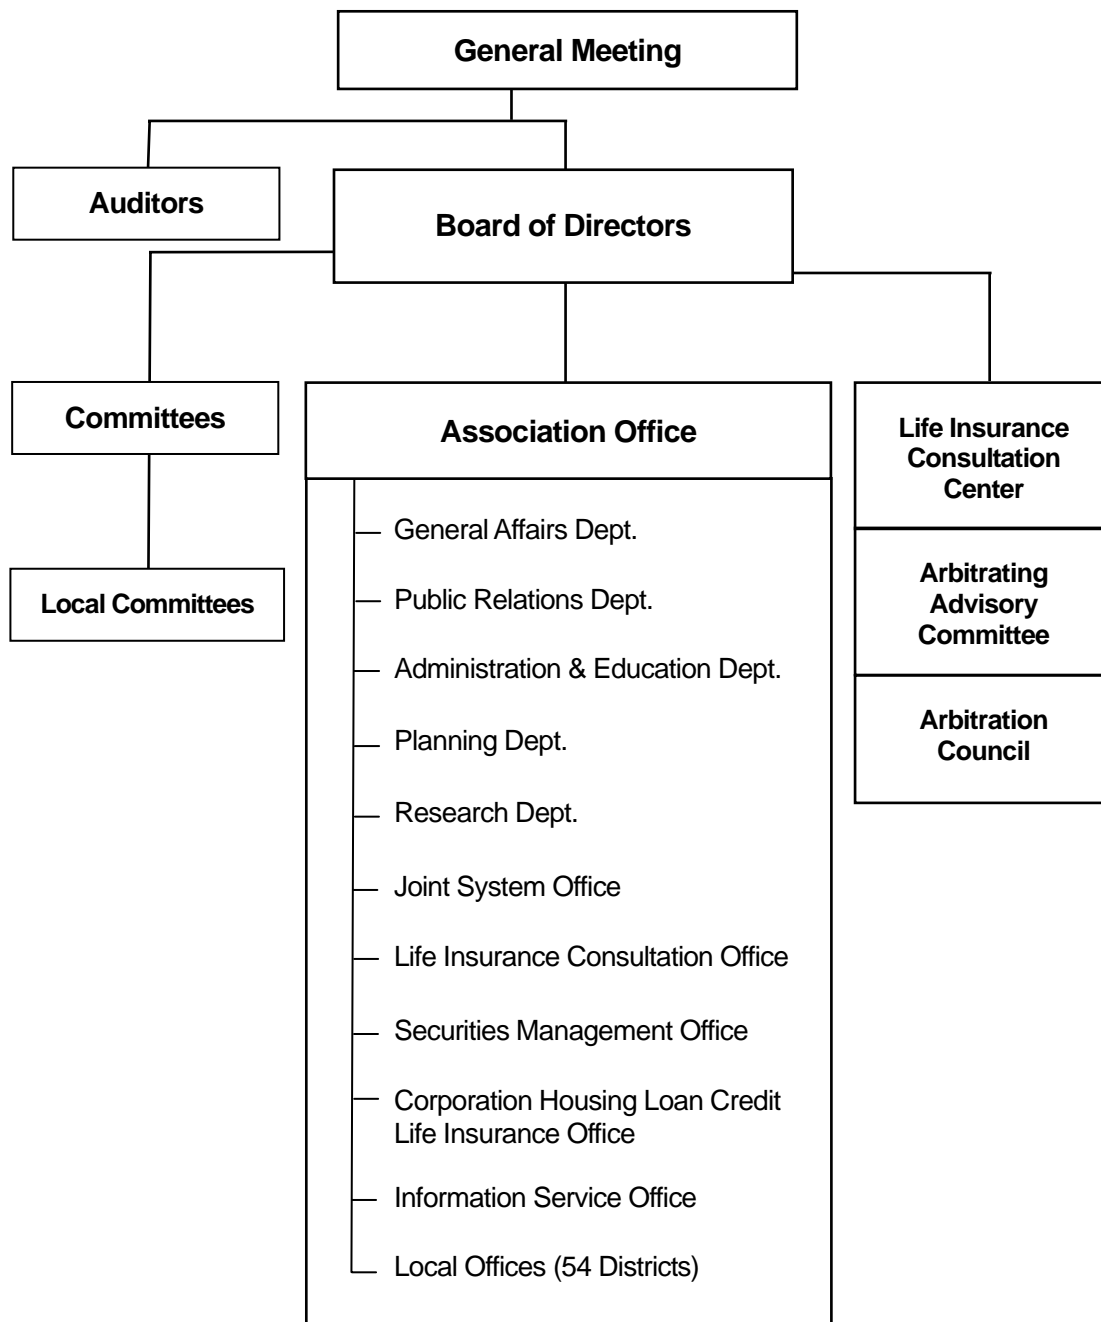 General Meeting
Auditors
Board of Directors
Committees
Association Office
Life Insurance
Consultation
Center
General Affairs Dept.
Public Relations Dept.
Local Committees
Arbitrating
Advisory
Committee
Administration & Education Dept.
Planning Dept.
Arbitration
Council
Research Dept.
Joint System Office
Life Insurance Consultation Office
Securities Management Office
Corporation Housing Loan Credit
Life Insurance Office
Information Service Office
Local Offices (54 Districts)